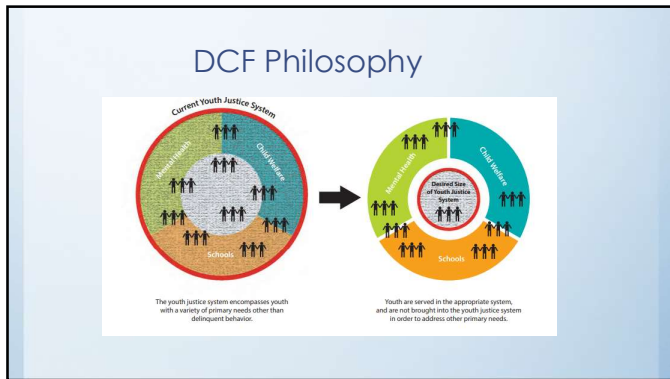 DCF Philosophy
Current Youth Justice System
Mental Health
Child Welfare
Schools
The youth justice system encompasses youth
with a variety of primary needs other than
delinquent behavior.
Mental Health
Child Welfare
Desired Size
of Youth Justice
System
Schools
Youth are served in the appropriate system,
and are not brought into the youth justice system
in order to address other primary needs.